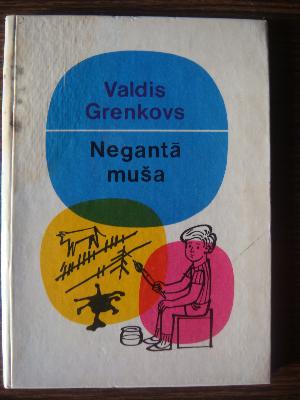 Valdis
Grenkovs
Negantā
muša